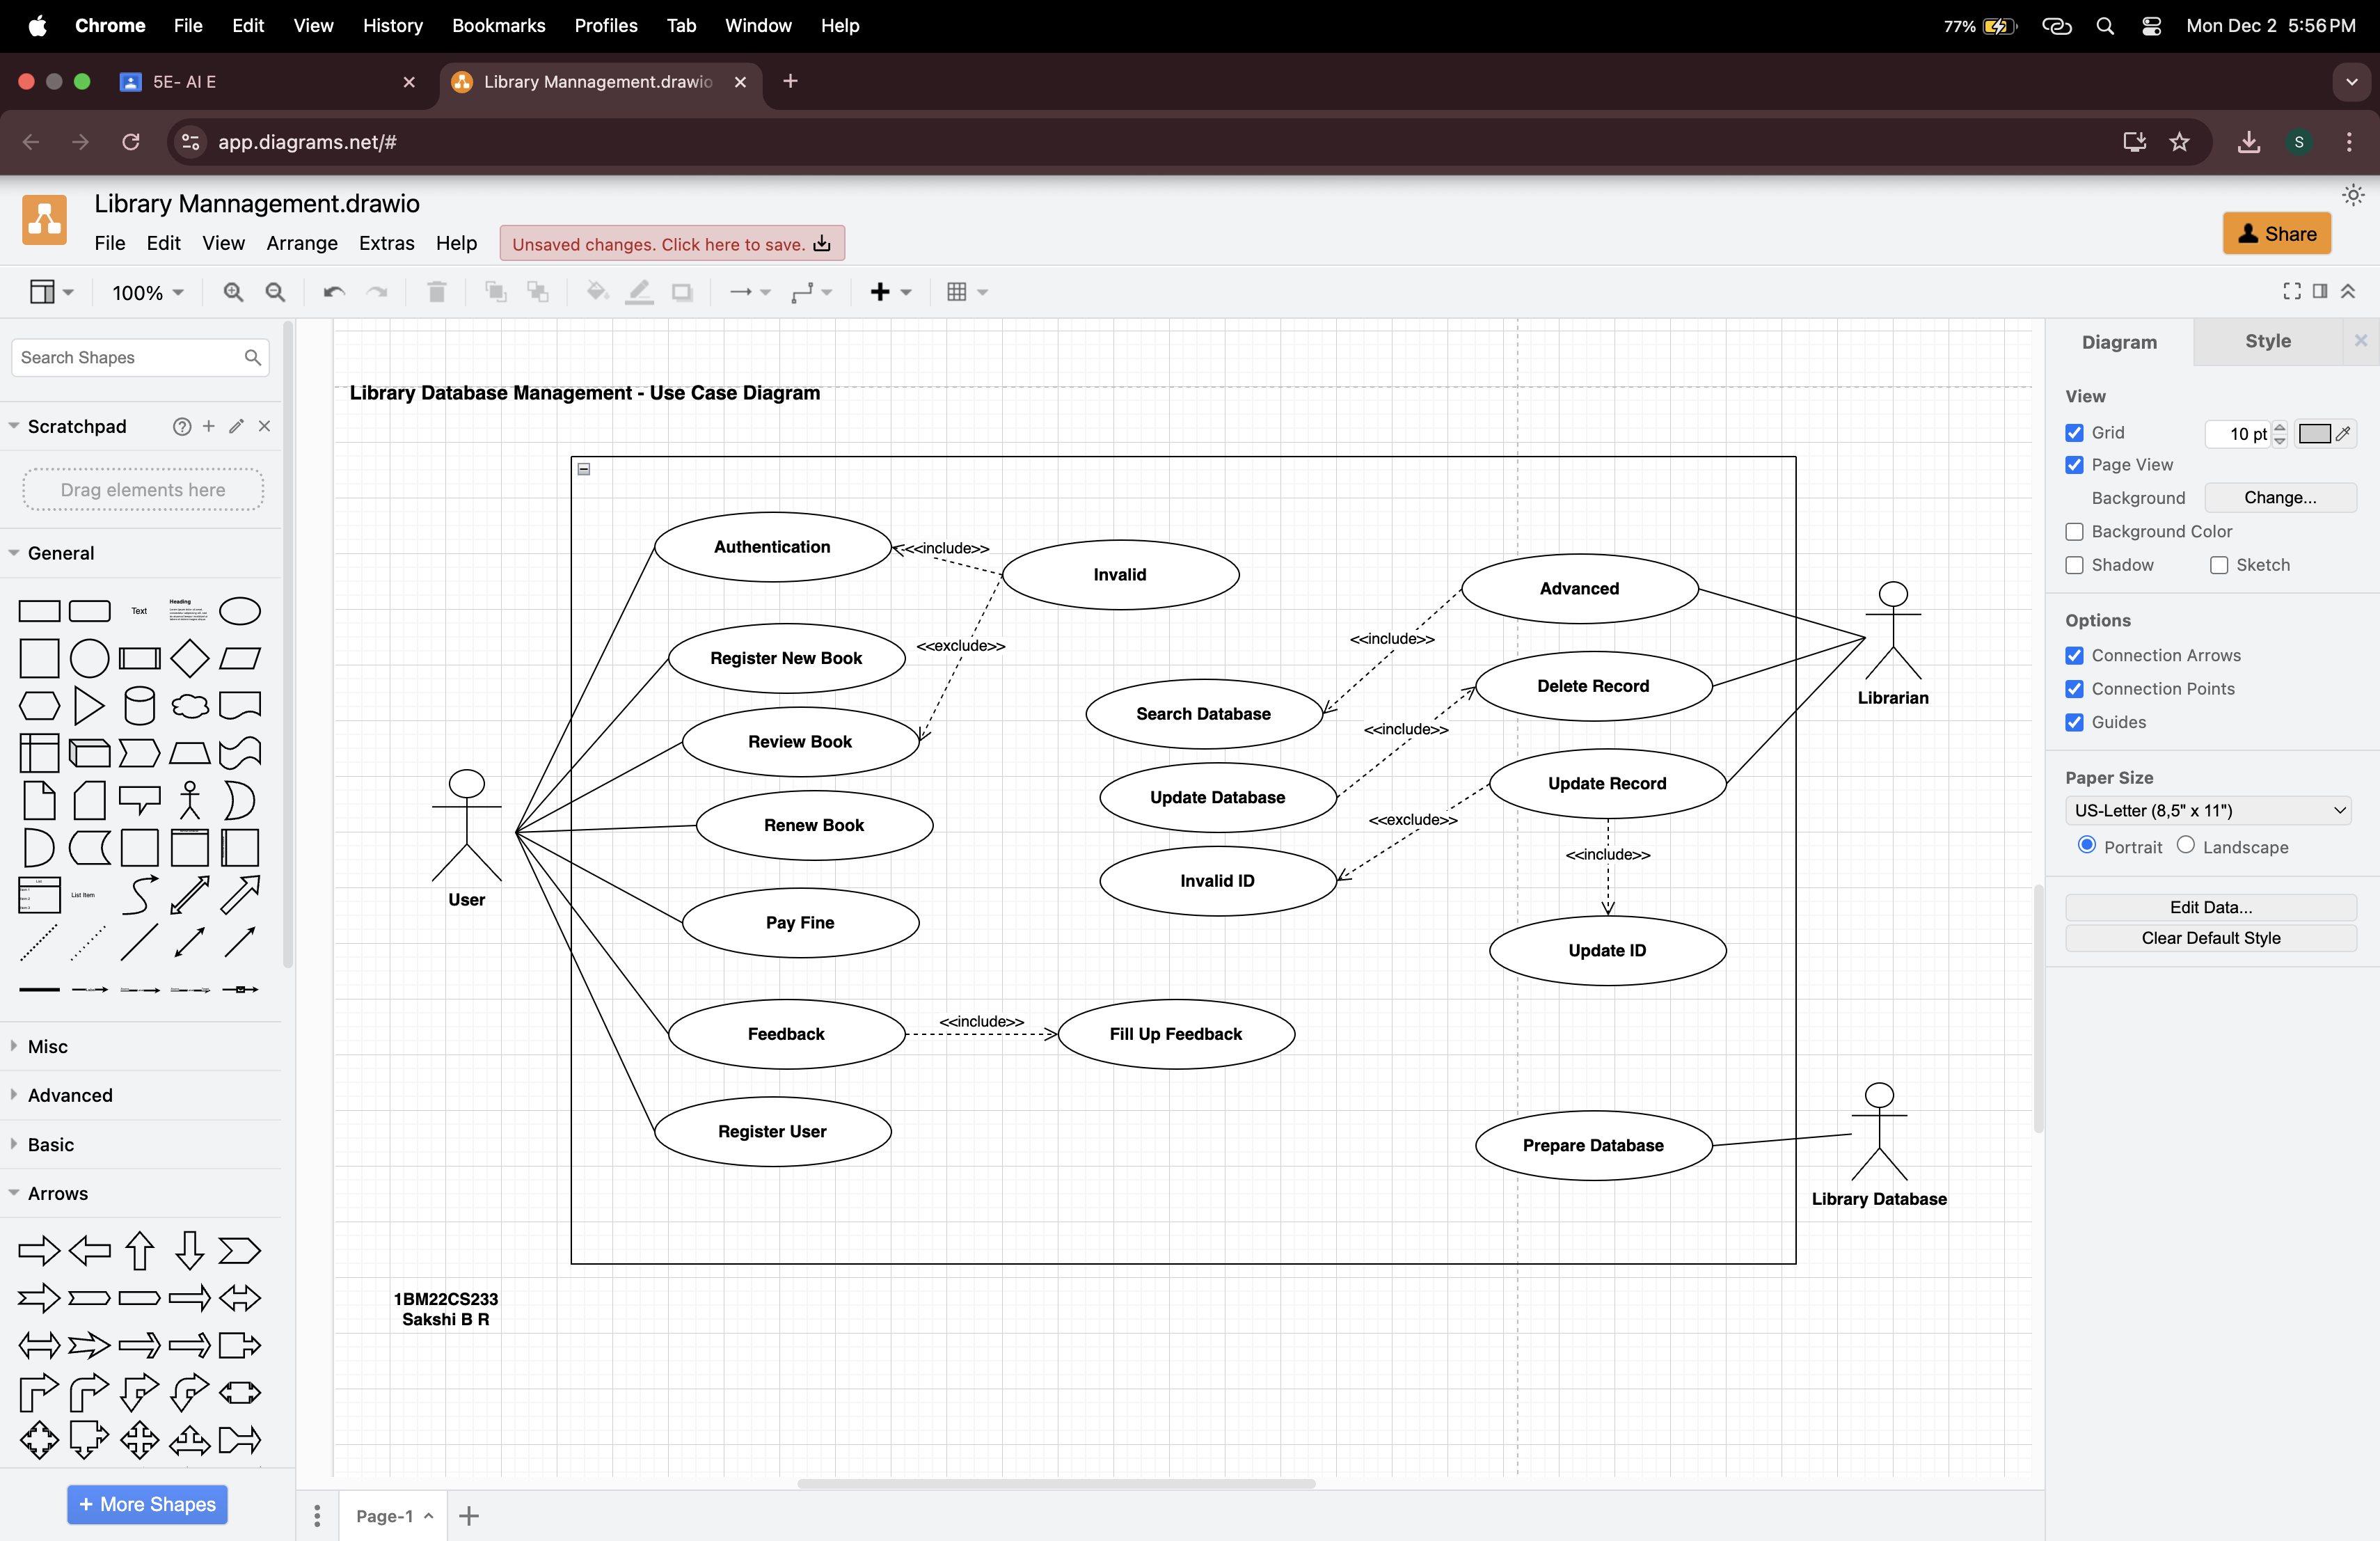 Chrome File Edit View History Bookmarks Profiles Tab Window Help 77% Mon Dec 2 5:56 PM
5E- AI E Library Mannagement.drawio
app.diagrams.net/# S
Library Mannagement.drawio
File Edit View Arrange Extras Help Unsaved changes. Click here to save. Share
100%
Search Shapes
Scratchpad
Drag elements here
General
Text
Heading
List Item
Misc
Advanced
Basic
Arrows
+ More Shapes
Library Database Management - Use Case Diagram
Authentication
<<include>>
Invalid
Advanced
<<exclude>>
<<include>>
Register New Book
Delete Record
Librarian
Search Database
<<include>>
Review Book
Update Record
Update Database
Renew Book
<<exclude>>
<<include>>
Invalid ID
User
Pay Fine
Update ID
<<include>>
Feedback
Fill Up Feedback
Register User
Prepare Database
Library Database
1BM22CS233
Sakshi B R
Page-1
Diagram Style
View
Grid 10 pt
Page View
Background Change...
Background Color
Shadow Sketch
Options
Connection Arrows
Connection Points
Guides
Paper Size
US-Letter (8,5" x 11")
Portrait Landscape
Edit Data...
Clear Default Style